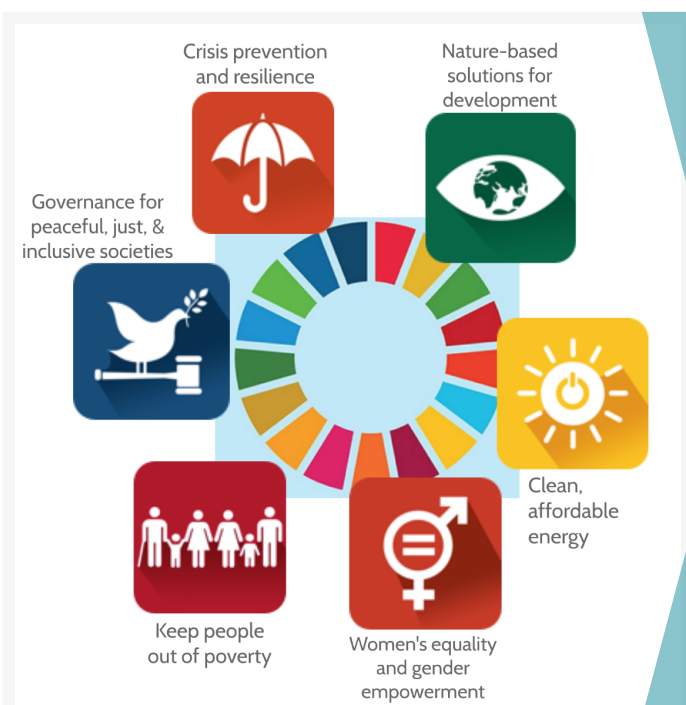 Crisis prevention
and resilience
Nature-based
solutions for
development
Governance for
peaceful, just, &
inclusive societies
Clean,
affordable
energy
Keep people
out of poverty
Women's equality
and gender
empowerment